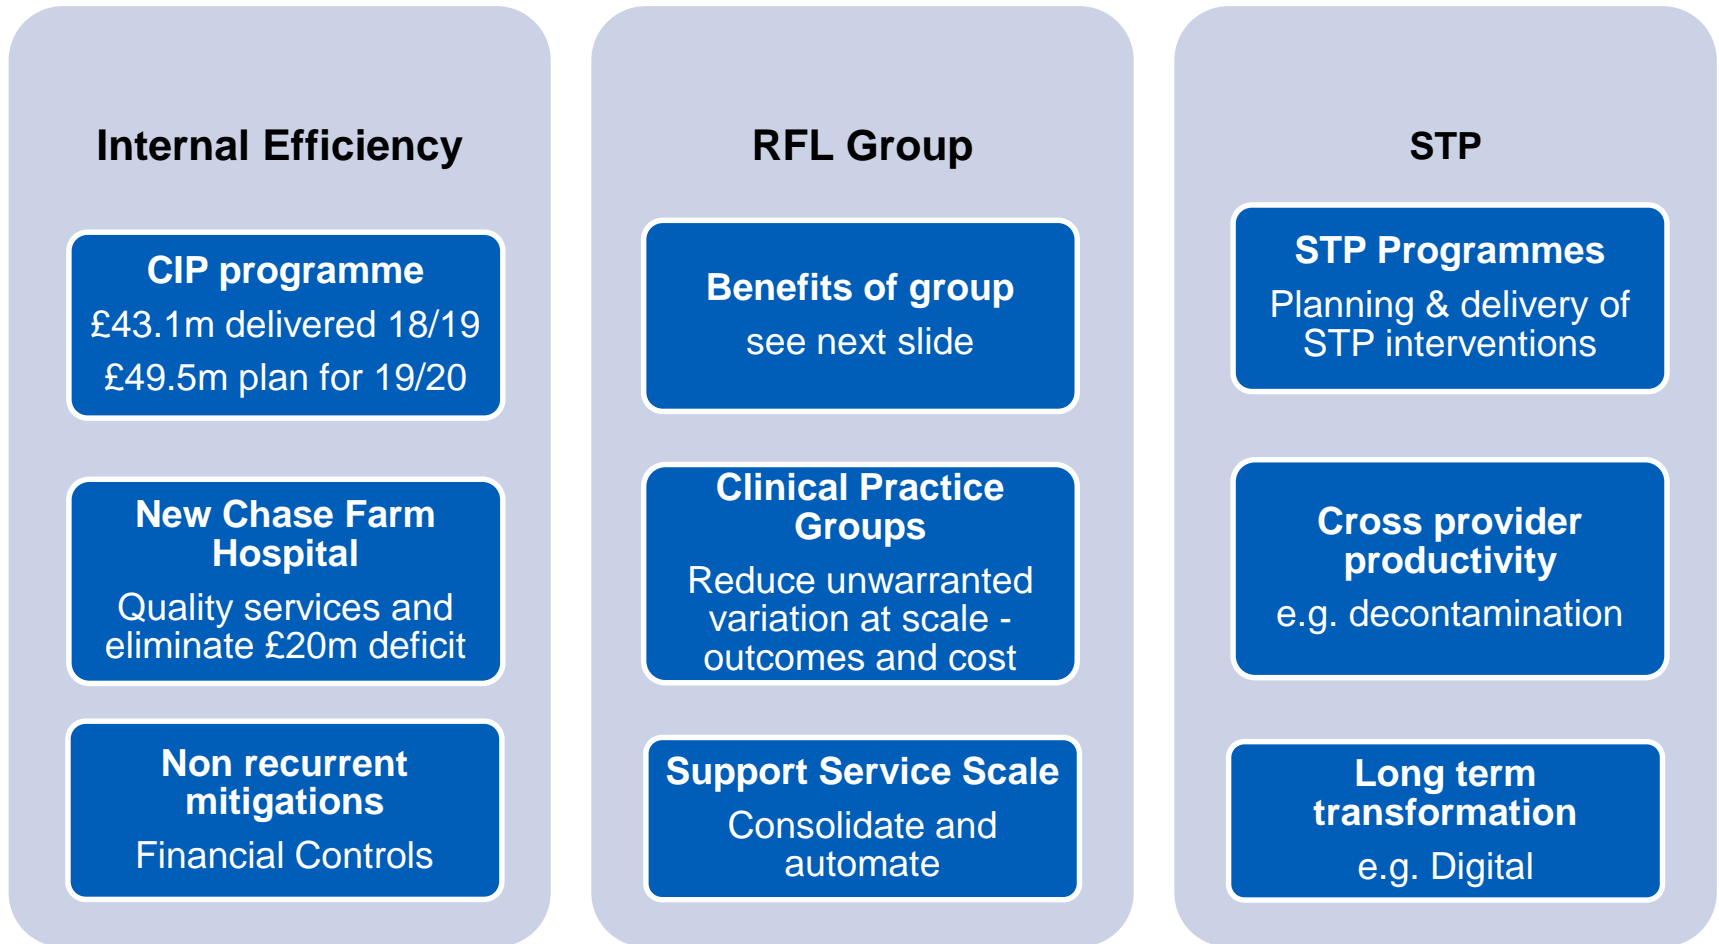 Internal Efficiency
CIP programme
£43.1m delivered 18/19
£49.5m plan for 19/20
New Chase Farm
Hospital
Quality services and
eliminate £20m deficit
Non recurrent
mitigations
Financial Controls
RFL Group
Benefits of group
see next slide
Clinical Practice
Groups
Reduce unwarranted
variation at scale -
outcomes and cost
Support Service Scale
Consolidate and
automate
STP
STP Programmes
Planning & delivery of
STP interventions
Cross provider
productivity
e.g. decontamination
Long term
transformation
e.g. Digital